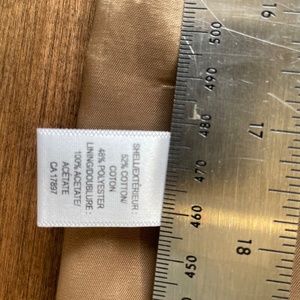 SHELL/EXTÉRIEUR:
52% COTTON/
COTON
48% POLYESTER
LINING/DOUBLURE:
100% ACETATE/
ACÉTATE
CA 17897
500
490
480
470
460
450
16
17
18